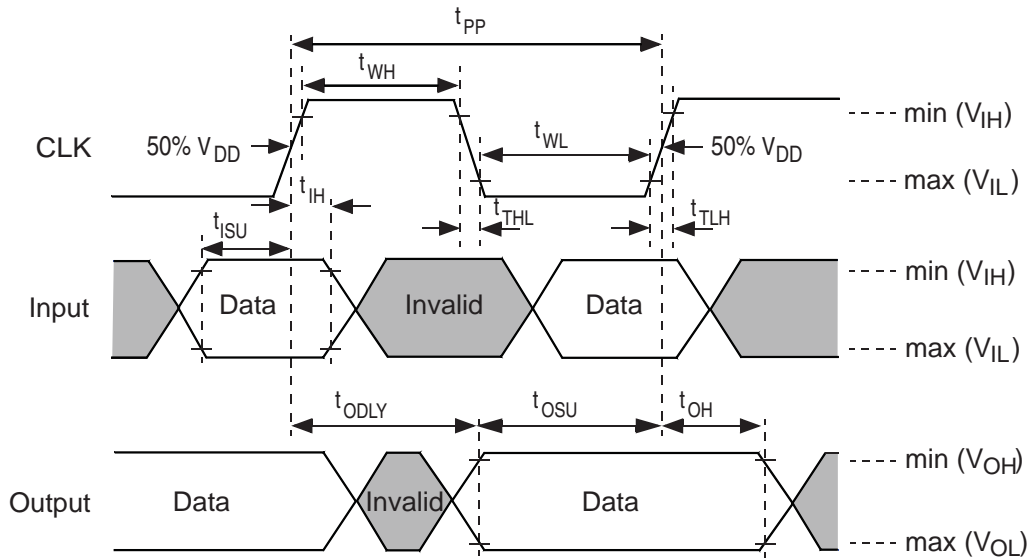 tPP
tWH
min (VIH)
CLK
50% VDD
tWL
50% VDD
max (VIL)
tIH
tISU
tTHL
tTLH
min (VIH)
Input
Data
Invalid
Data
max (VIL)
tODLY
tOSU
tOH
min (VOH)
Output
Data
Invalid
Data
max (VOL)